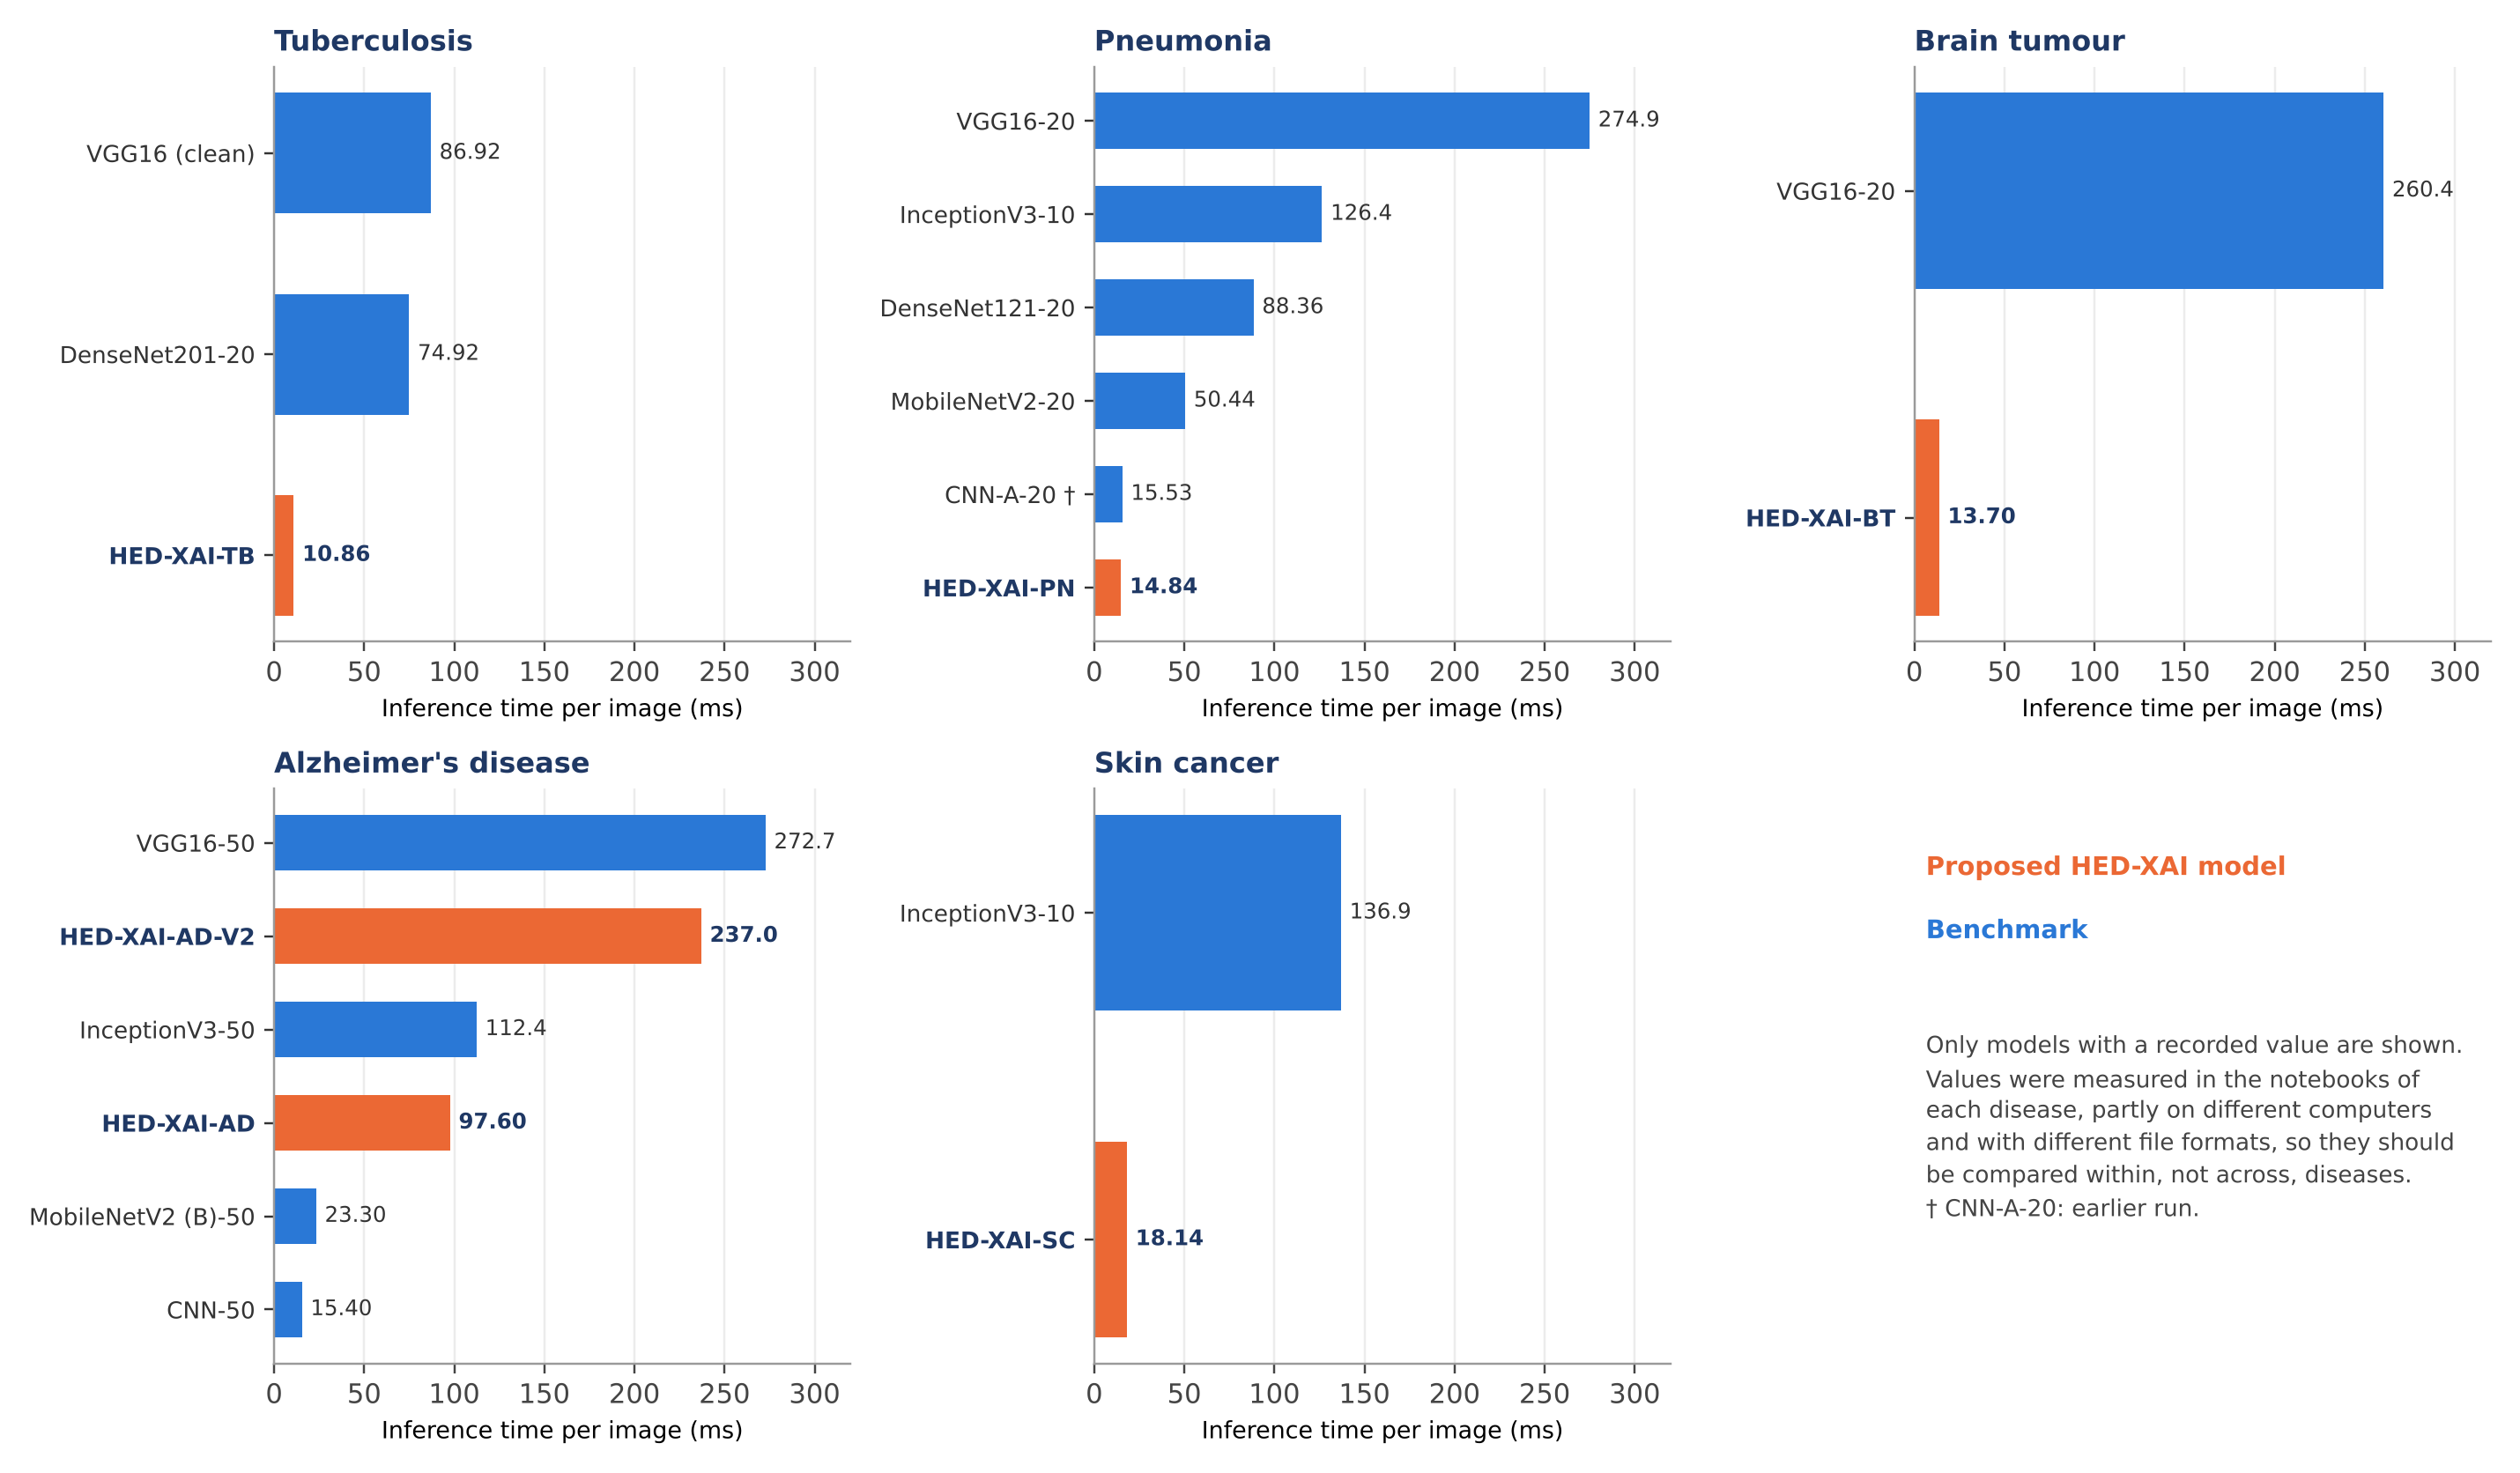 Tuberculosis
VGG16 (clean)
86.92
DenseNet201-20
74.92
HED-XAI-TB
10.86
0 50 100 150 200 250 300
Inference time per image (ms)
Pneumonia
VGG16-20
274.9
InceptionV3-10
126.4
DenseNet121-20
88.36
MobileNetV2-20
50.44
CNN-A-20 †
15.53
HED-XAI-PN
14.84
0 50 100 150 200 250 300
Inference time per image (ms)
Brain tumour
VGG16-20
260.4
HED-XAI-BT
13.70
0 50 100 150 200 250 300
Inference time per image (ms)
Alzheimer's disease
VGG16-50
272.7
HED-XAI-AD-V2
237.0
InceptionV3-50
112.4
HED-XAI-AD
97.60
MobileNetV2 (B)-50
23.30
CNN-50
15.40
0 50 100 150 200 250 300
Inference time per image (ms)
Skin cancer
InceptionV3-10
136.9
HED-XAI-SC
18.14
0 50 100 150 200 250 300
Inference time per image (ms)
Proposed HED-XAI model
Benchmark
Only models with a recorded value are shown.
Values were measured in the notebooks of
each disease, partly on different computers
and with different file formats, so they should
be compared within, not across, diseases.
† CNN-A-20: earlier run.